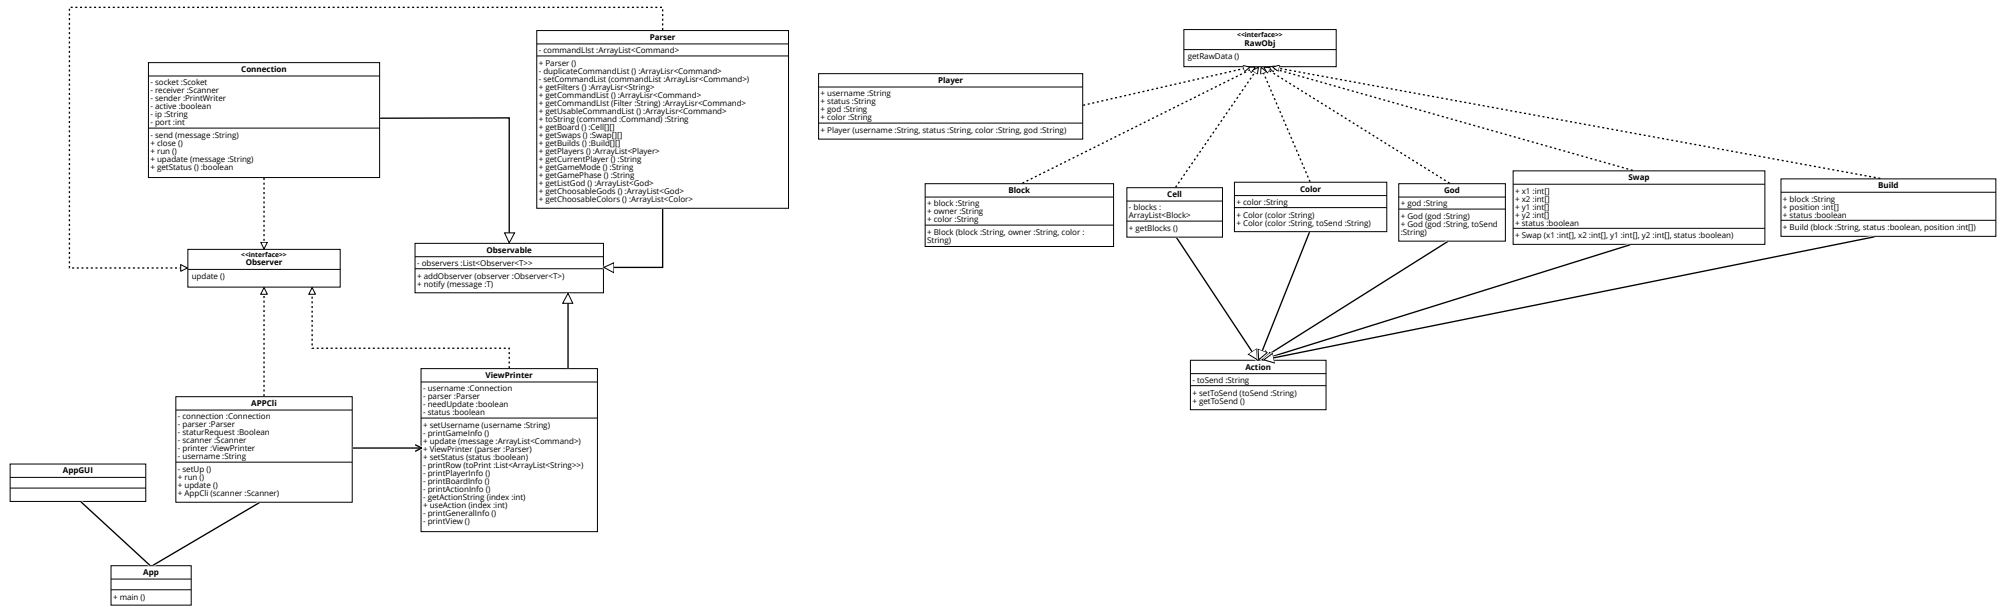 Parser
- commandLIst :ArrayList<Command>
+ Parser ()
- duplicateCommandList () :ArrayLisr<Command>
- setCommandList (commandList :ArrayLisr<Command>)
+ getFilters () :ArrayLisr<String>
+ getCommandList () :ArrayLisr<Command>
+ getCommandList (Filter :String) :ArrayLisr<Command>
+ getUsableCommandList () :ArrayLisr<Command>
+ toString (command :Command) :String
+ getBoard () :Cell[][]
+ getSwaps () :Swap[][]
+ getBuilds () :Build[][]
+ getPlayers () :ArrayList<Player>
+ getCurrentPlayer () :String
+ getGameMode () :String
+ getGamePhase () :String
+ getListGod () :ArrayList<God>
+ getChoosableGods () :ArrayList<God>
+ getChoosableColors () :ArrayList<Color>
Connection
- socket :Scoket
- receiver :Scanner
- sender :PrintWriter
- active :boolean
- ip :String
- port :int
- send (message :String)
+ close ()
+ run ()
+ upadate (message :String)
+ getStatus () :boolean
<<interface>>
Observer
update ()
Observable
- observers :List<Observer<T>>
+ addObserver (observer :Observer<T>)
+ notify (message :T)
ViewPrinter
- username :Connection
- parser :Parser
- needUpdate :boolean
- status :boolean
+ setUsername (username :String)
- printGameInfo ()
+ update (message :ArrayList<Command>)
+ ViewPrinter (parser :Parser)
+ setStatus (status :boolean)
- printRow (toPrint :List<ArrayList<String>>)
- printPlayerInfo ()
- printBoardInfo ()
- printActionInfo ()
- getActionString (index :int)
+ useAction (index :int)
- printGeneralInfo ()
- printView ()
APPCli
- connection :Connection
- parser :Parser
- staturRequest :Boolean
- scanner :Scanner
- printer :ViewPrinter
- username :String
- setUp ()
+ run ()
+ update ()
+ AppCli (scanner :Scanner)
AppGUI
App
+ main ()
<<interface>>
RawObj
getRawData ()
Player
+ username :String
+ status :String
+ god :String
+ color :String
+ Player (username :String, status :String, color :String, god :String)
Block
+ block :String
+ owner :String
+ color :String
+ Block (block :String, owner :String, color :
String)
Cell
- blocks :
ArrayList<Block>
+ getBlocks ()
Color
+ color :String
+ Color (color :String)
+ Color (color :String, toSend :String)
God
+ god :String
+ God (god :String)
+ God (god :String, toSend
:String)
Swap
+ x1 :int[]
+ x2 :int[]
+ y1 :int[]
+ y2 :int[]
+ status :boolean
+ Swap (x1 :int[], x2 :int[], y1 :int[], y2 :int[], status :boolean)
Build
+ block :String
+ position :int[]
+ status :boolean
+ Build (block :String, status :boolean, position :int[])
Action
- toSend :String
+ setToSend (toSend :String)
+ getToSend ()